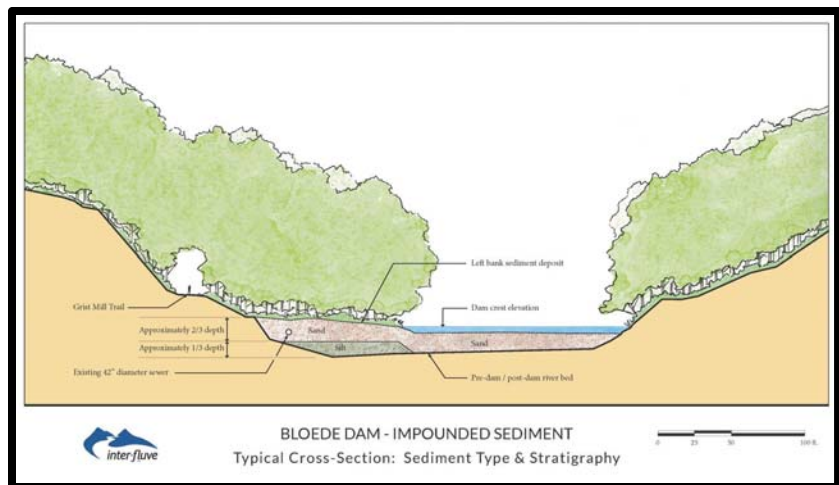 Left bank sediment deposit
Grist Mill Trail
Dam crest elevation
Approximately 2/3 depth
Sand
Approximately 1/3 depth
Silt
Sand
Existing 42" diameter sewer
Pre-dam / post-dam river bed
inter-fluve
BLOEDE DAM - IMPOUNDED SEDIMENT
Typical Cross-Section: Sediment Type & Stratigraphy
0 25 50 100 ft.